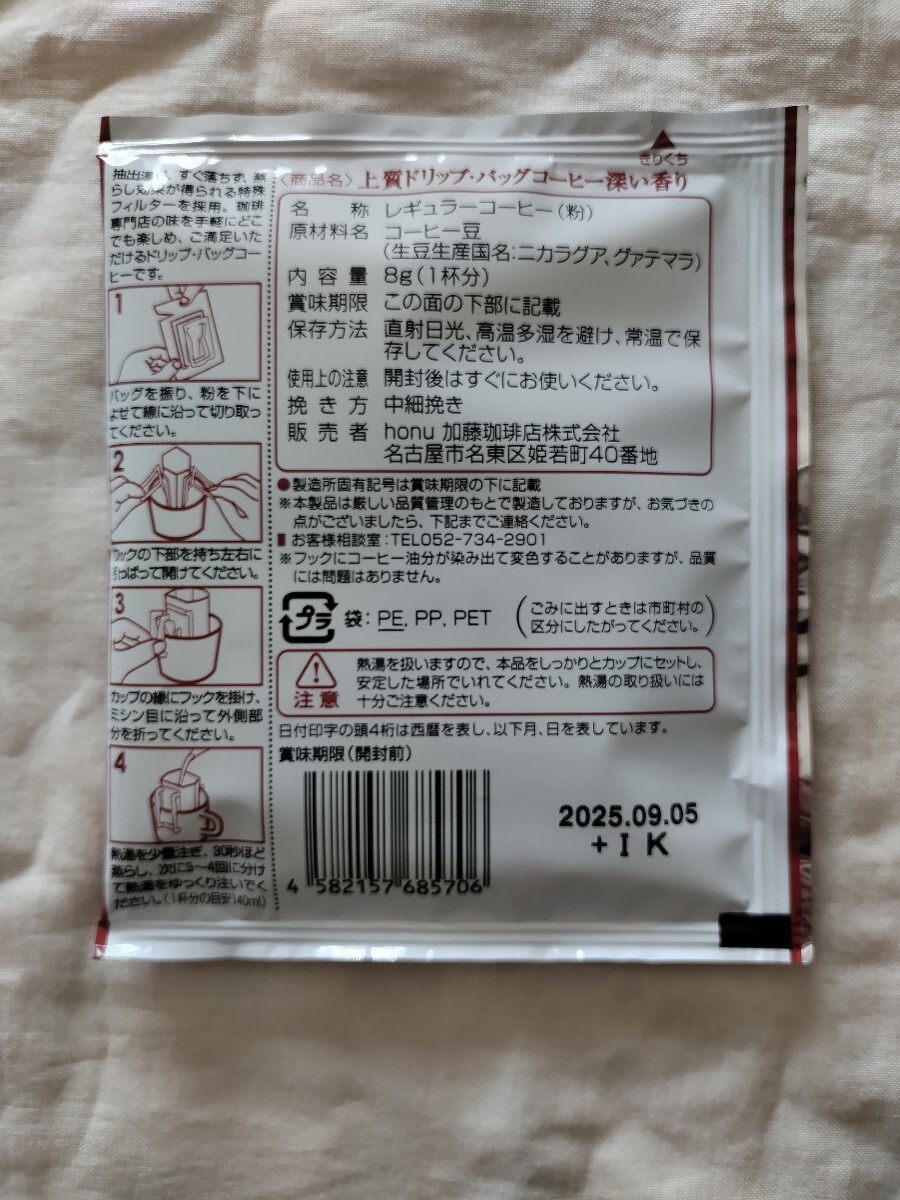 きりくち
〈商品名〉上質ドリップ・バッグコーヒー深い香り
名称 レギュラーコーヒー(粉)
原材料名 コーヒー豆
(生豆生産国名:ニカラグア、グァテマラ)
内容量 8g(1杯分)
賞味期限 この面の下部に記載
保存方法 直射日光、高温多湿を避け、常温で保
存してください。
使用上の注意 開封後はすぐにお使いください。
挽き方 中細挽き
販売者 honu 加藤珈琲店株式会社
名古屋市名東区姫若町40番地
●製造所固有記号は賞味期限の下に記載
※本製品は厳しい品質管理のもとで製造しておりますが、お気づきの
点がございましたら、下記までご連絡ください。
お客様相談室:TEL052-734-2901
※フックにコーヒー油分が染み出て変色することがありますが、品質
には問題はありません。
プラ 袋:PE, PP, PET (ごみに出すときは市町村の
区分にしたがってください。)
注意 熱湯を扱いますので、本品をしっかりとカップにセットし、
安定した場所でいれてください。熱湯の取り扱いには
十分ご注意ください。
日付印字の頭4桁は西暦を表し、以下月、日を表しています。
賞味期限(開封前)
2025.09.05
+IK
4 582157 685706
抽出湯が、すぐ落ちず、蒸
らし効果が得られる特殊
フィルターを採用。珈琲
専門店の味を手軽にどこ
でも楽しめ、ご満足いた
だけるドリップ・バッグコー
ヒーです。
1
バッグを振り、粉を下に
よせて線に沿って切り取っ
てください。
2
フックの下部を持ち左右に
引っぱって開けてください。
3
カップの縁にフックを掛け、
ミシン目に沿って外側部
分を折ってください。
4
熱湯を少量注ぎ、30秒ほど
蒸らし、次に3〜4回に分け
て熱湯をゆっくり注いでく
ださい。(1杯分の目安140ml)